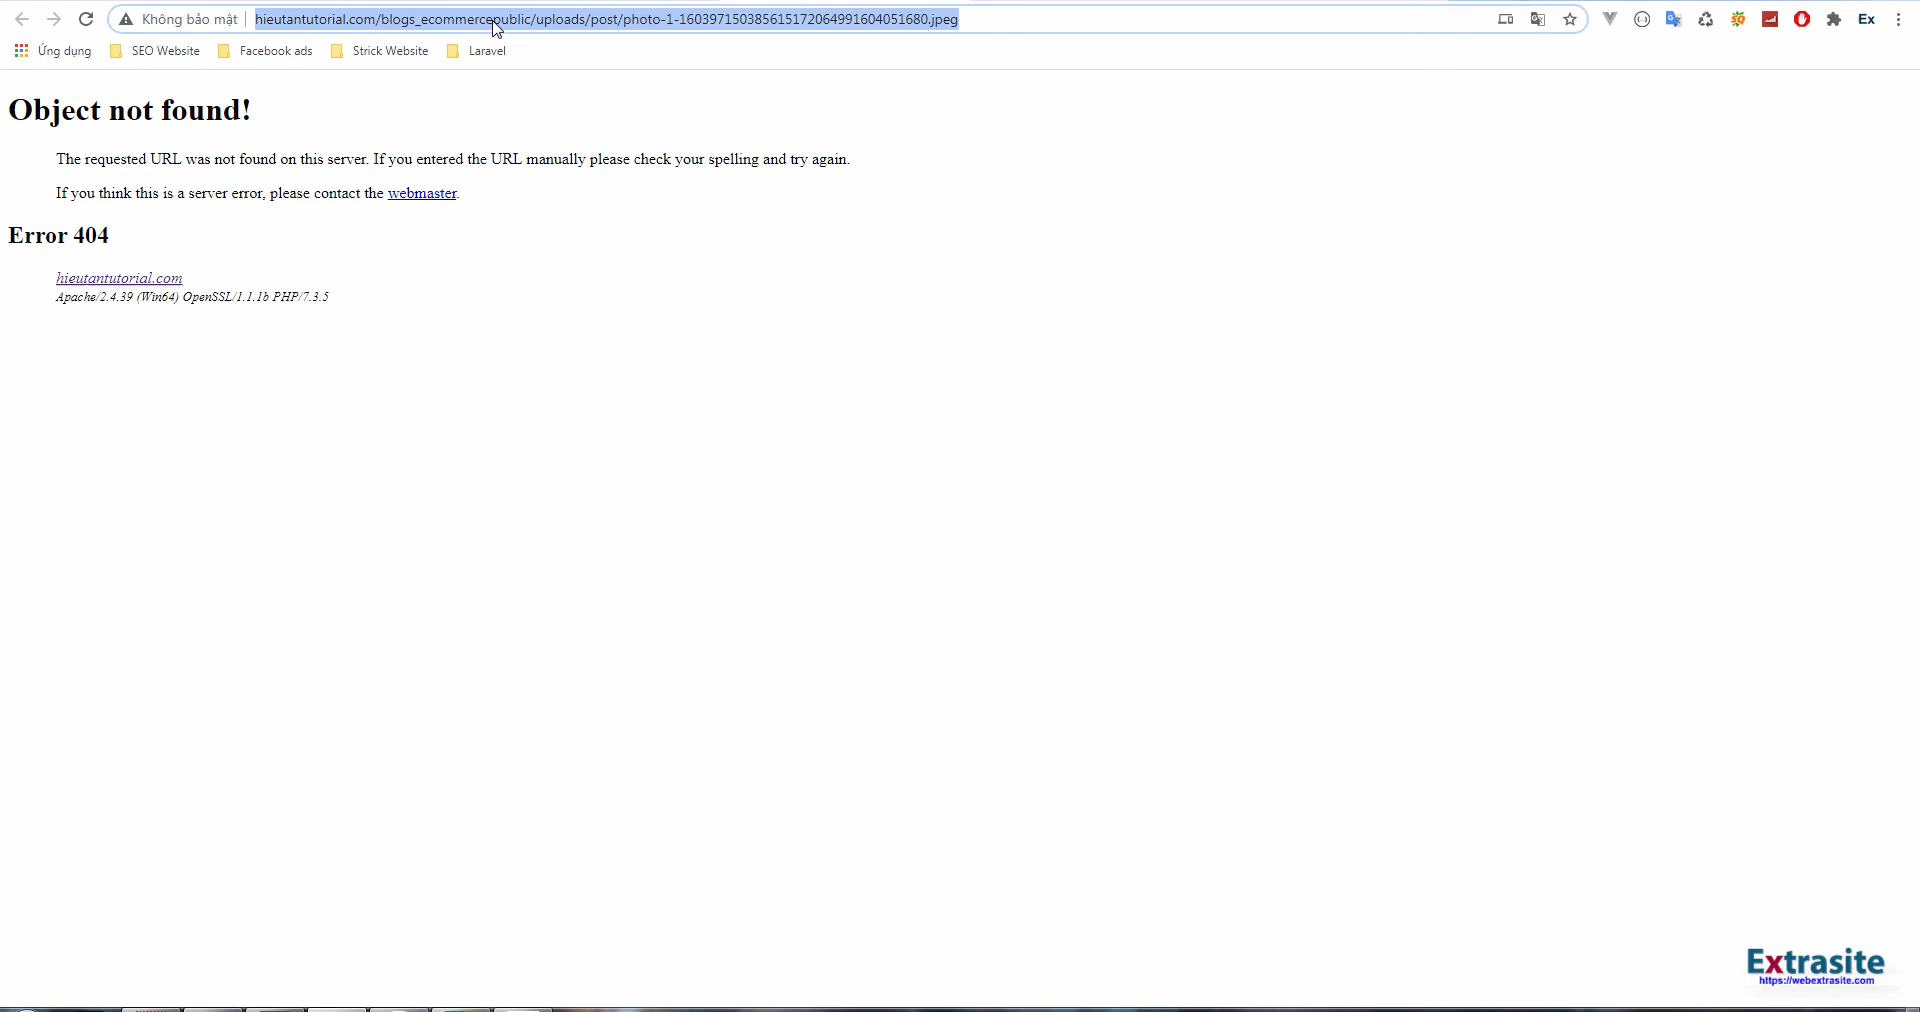 Không bảo mật
hieutantutorial.com/blogs_ecommercepublic/uploads/post/photo-1-16039715038561517206499​1604051680.jpeg
Ex
Ứng dụng
SEO Website
Facebook ads
Strick Website
Laravel
Object not found!
The requested URL was not found on this server. If you entered the URL manually please check your spelling and try again.
If you think this is a server error, please contact the webmaster.
Error 404
hieutantutorial.com
Apache/2.4.39 (Win64) OpenSSL/1.1.1b PHP/7.3.5
Extrasite
https://webextrasite.com